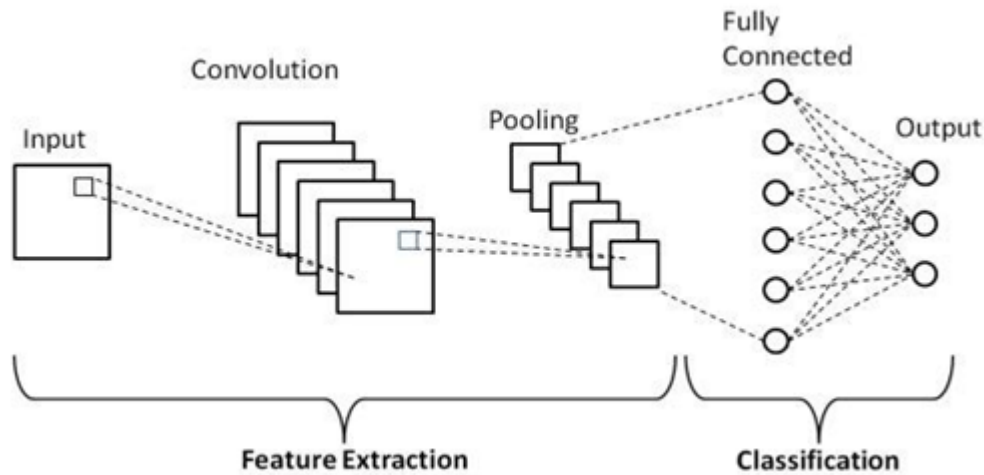 Input
Convolution
Pooling
Fully
Connected
Output
Feature Extraction
Classification